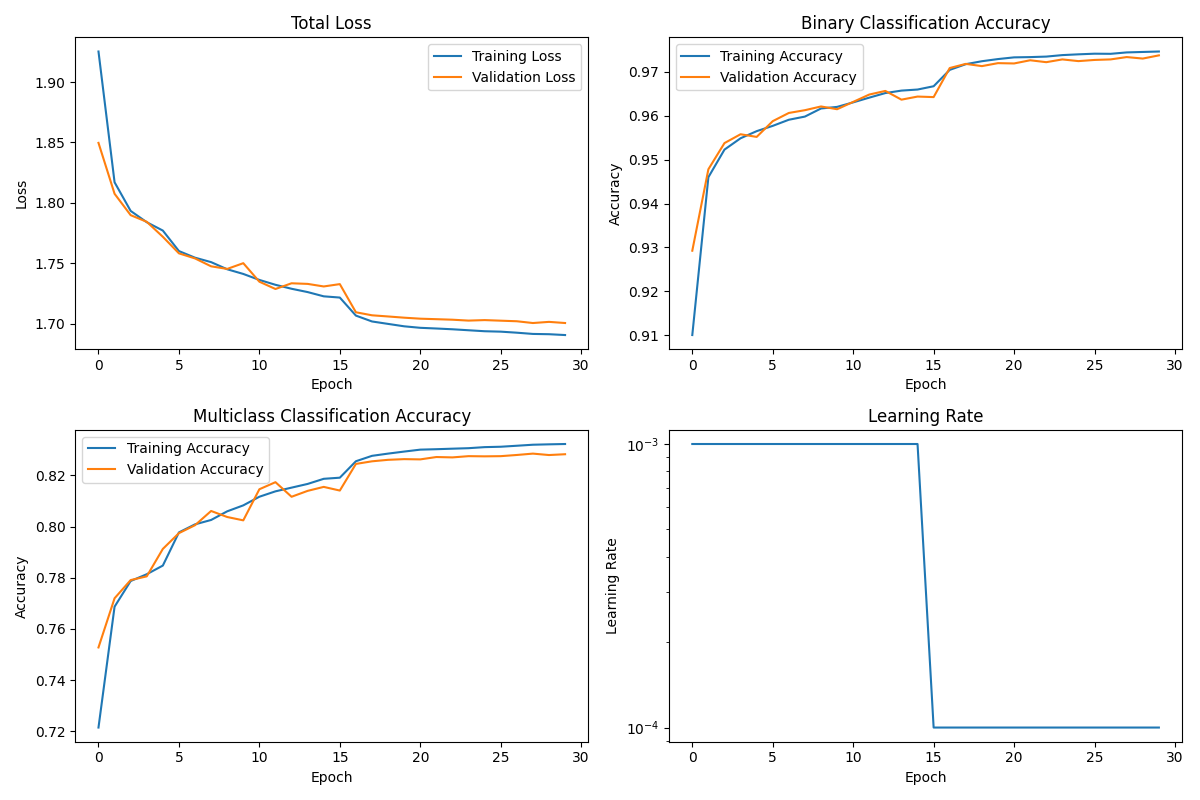 Total Loss
Training Loss
Validation Loss
1.90
1.85
1.80
1.75
1.70
Loss
0 5 10 15 20 25 30
Epoch
Binary Classification Accuracy
Training Accuracy
Validation Accuracy
0.97
0.96
0.95
0.94
0.93
0.92
0.91
Accuracy
0 5 10 15 20 25 30
Epoch
Multiclass Classification Accuracy
Training Accuracy
Validation Accuracy
0.82
0.80
0.78
0.76
0.74
0.72
Accuracy
0 5 10 15 20 25 30
Epoch
Learning Rate
10⁻³
10⁻⁴
Learning Rate
0 5 10 15 20 25 30
Epoch